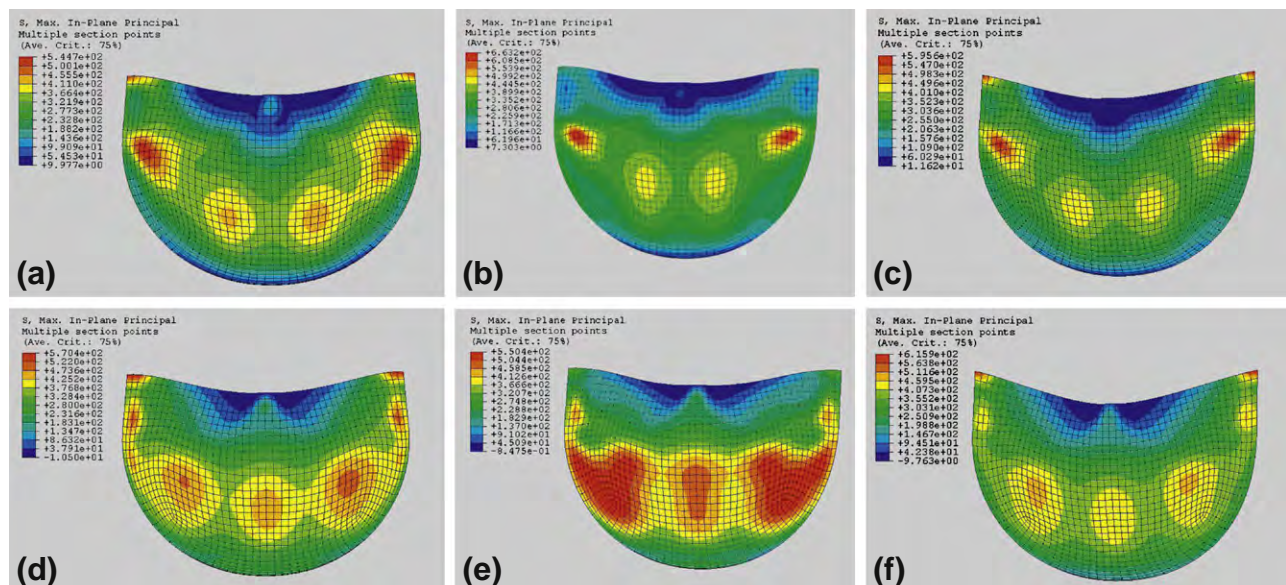 S, Max. In-Plane Principal
Multiple section points
(Ave. Crit.: 75%)
+5.447e+02
+5.001e+02
+4.555e+02
+4.110e+02
+3.664e+02
+3.219e+02
+2.773e+02
+2.328e+02
+1.882e+02
+1.436e+02
+9.909e+01
+5.453e+01
+9.977e+00
(a)
S, Max. In-Plane Principal
Multiple section points
(Ave. Crit.: 75%)
+6.632e+02
+6.085e+02
+5.539e+02
+4.992e+02
+4.445e+02
+3.899e+02
+3.352e+02
+2.806e+02
+2.259e+02
+1.713e+02
+1.166e+02
+6.196e+01
+7.303e+00
(b)
S, Max. In-Plane Principal
Multiple section points
(Ave. Crit.: 75%)
+5.956e+02
+5.470e+02
+4.983e+02
+4.496e+02
+4.010e+02
+3.523e+02
+3.036e+02
+2.550e+02
+2.063e+02
+1.576e+02
+1.090e+02
+6.029e+01
+1.162e+01
(c)
S, Max. In-Plane Principal
Multiple section points
(Ave. Crit.: 75%)
+5.704e+02
+5.220e+02
+4.736e+02
+4.252e+02
+3.768e+02
+3.284e+02
+2.800e+02
+2.316e+02
+1.831e+02
+1.347e+02
+8.632e+01
+3.791e+01
-1.050e+01
(d)
S, Max. In-Plane Principal
Multiple section points
(Ave. Crit.: 75%)
+5.504e+02
+5.044e+02
+4.585e+02
+4.126e+02
+3.666e+02
+3.207e+02
+2.748e+02
+2.288e+02
+1.829e+02
+1.370e+02
+9.102e+01
+4.509e+01
-8.475e-01
(e)
S, Max. In-Plane Principal
Multiple section points
(Ave. Crit.: 75%)
+6.159e+02
+5.638e+02
+5.116e+02
+4.595e+02
+4.073e+02
+3.552e+02
+3.031e+02
+2.509e+02
+1.988e+02
+1.467e+02
+9.451e+01
+4.238e+01
-9.763e+00
(f)